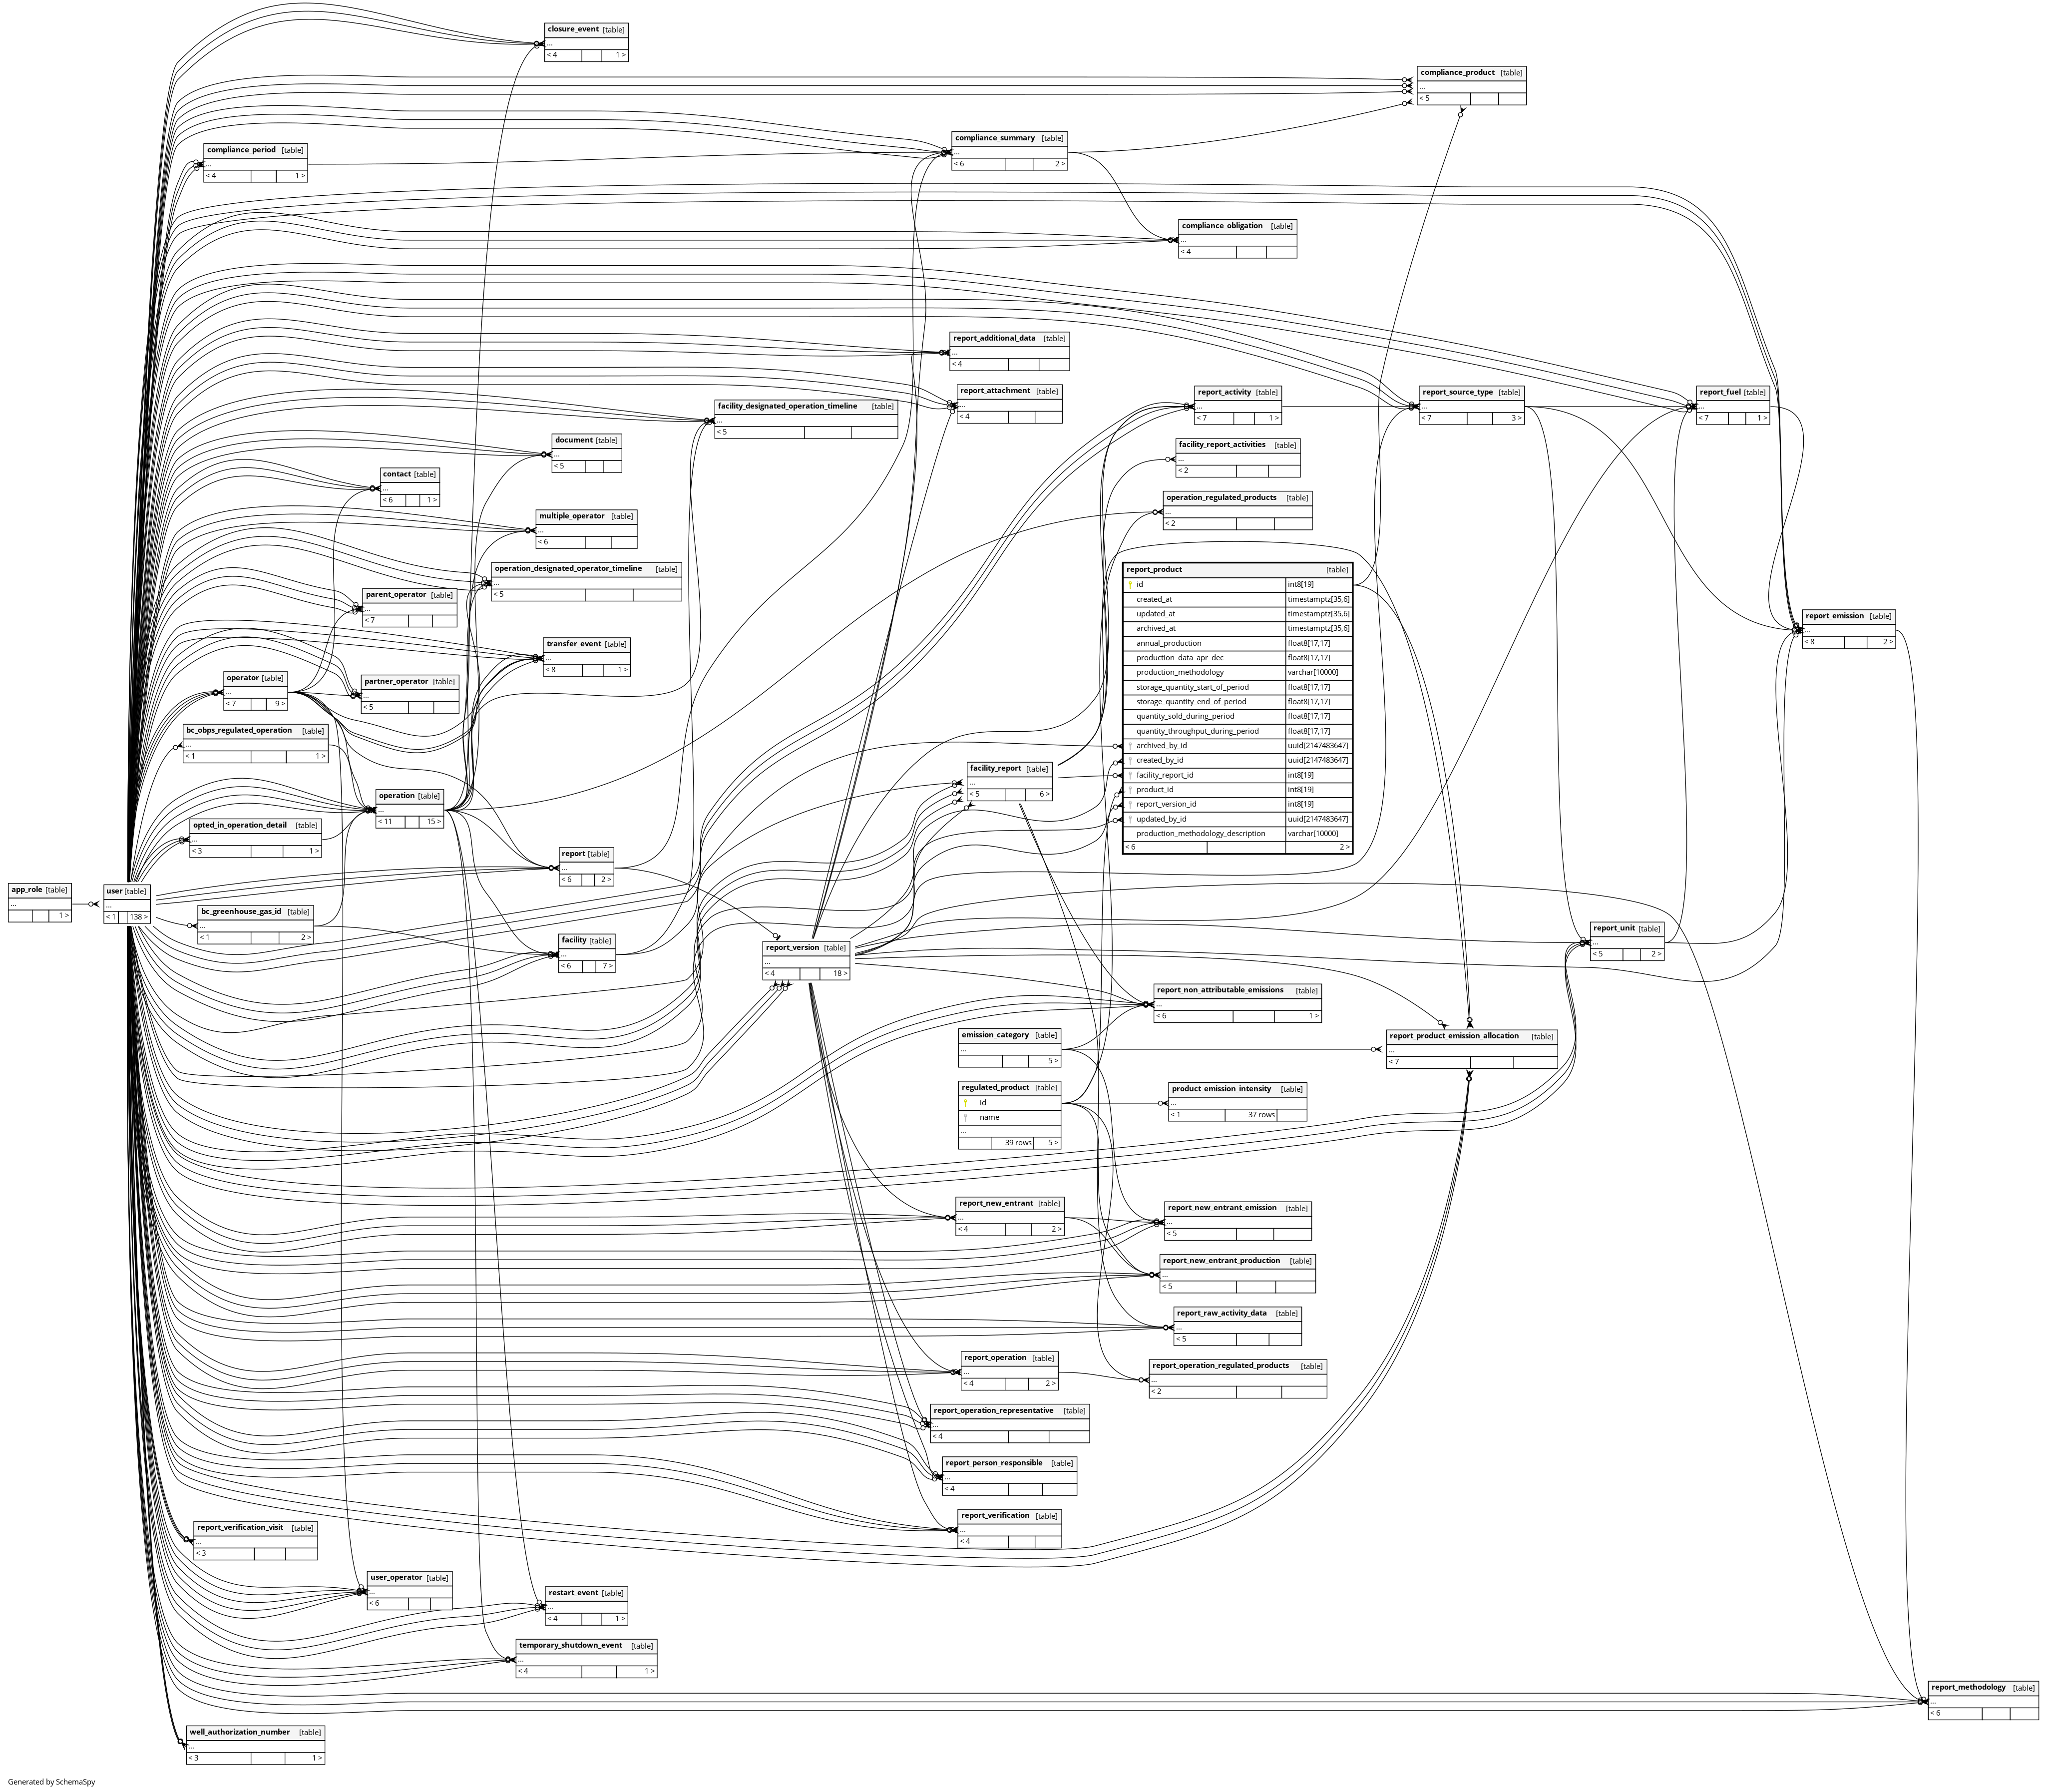 closure_event [table]
...
< 4 1 >
compliance_product [table]
...
< 5
compliance_summary [table]
...
< 6 2 >
compliance_period [table]
...
< 4 1 >
compliance_obligation [table]
...
< 4
report_additional_data [table]
...
< 4
report_attachment [table]
...
< 4
report_activity [table]
...
< 7 1 >
report_source_type [table]
...
< 7 3 >
report_fuel [table]
...
< 7 1 >
facility_designated_operation_timeline [table]
...
< 5
document [table]
...
< 5
facility_report_activities [table]
...
< 2
contact [table]
...
< 6 1 >
operation_regulated_products [table]
...
< 2
multiple_operator [table]
...
< 6
operation_designated_operator_timeline [table]
...
< 5
report_product [table]
id int8[19]
created_at timestamptz[35,6]
updated_at timestamptz[35,6]
archived_at timestamptz[35,6]
annual_production float8[17,17]
production_data_apr_dec float8[17,17]
production_methodology varchar[10000]
storage_quantity_start_of_period float8[17,17]
storage_quantity_end_of_period float8[17,17]
quantity_sold_during_period float8[17,17]
quantity_throughput_during_period float8[17,17]
archived_by_id uuid[2147483647]
created_by_id uuid[2147483647]
facility_report_id int8[19]
product_id int8[19]
report_version_id int8[19]
updated_by_id uuid[2147483647]
production_methodology_description varchar[10000]
< 6 2 >
parent_operator [table]
...
< 7
report_emission [table]
...
< 8 2 >
transfer_event [table]
...
< 8 1 >
operator [table]
...
< 7 9 >
partner_operator [table]
...
< 5
bc_obps_regulated_operation [table]
...
< 1 1 >
facility_report [table]
...
< 5 6 >
operation [table]
...
< 11 15 >
opted_in_operation_detail [table]
...
< 3 1 >
report [table]
...
< 6 2 >
app_role [table]
...
1 >
user [table]
...
< 1 138 >
bc_greenhouse_gas_id [table]
...
< 1 2 >
facility [table]
...
< 6 7 >
report_version [table]
...
< 4 18 >
report_unit [table]
...
< 5 2 >
report_non_attributable_emissions [table]
...
< 6 1 >
emission_category [table]
...
5 >
report_product_emission_allocation [table]
...
< 7
regulated_product [table]
id
name
...
39 rows 5 >
product_emission_intensity [table]
...
< 1 37 rows
report_new_entrant [table]
...
< 4 2 >
report_new_entrant_emission [table]
...
< 5
report_new_entrant_production [table]
...
< 5
report_raw_activity_data [table]
...
< 5
report_operation [table]
...
< 4 2 >
report_operation_regulated_products [table]
...
< 2
report_operation_representative [table]
...
< 4
report_person_responsible [table]
...
< 4
report_verification [table]
...
< 4
report_verification_visit [table]
...
< 3
user_operator [table]
...
< 6
restart_event [table]
...
< 4 1 >
temporary_shutdown_event [table]
...
< 4 1 >
report_methodology [table]
...
< 6
well_authorization_number [table]
...
< 3 1 >
Generated by SchemaSpy